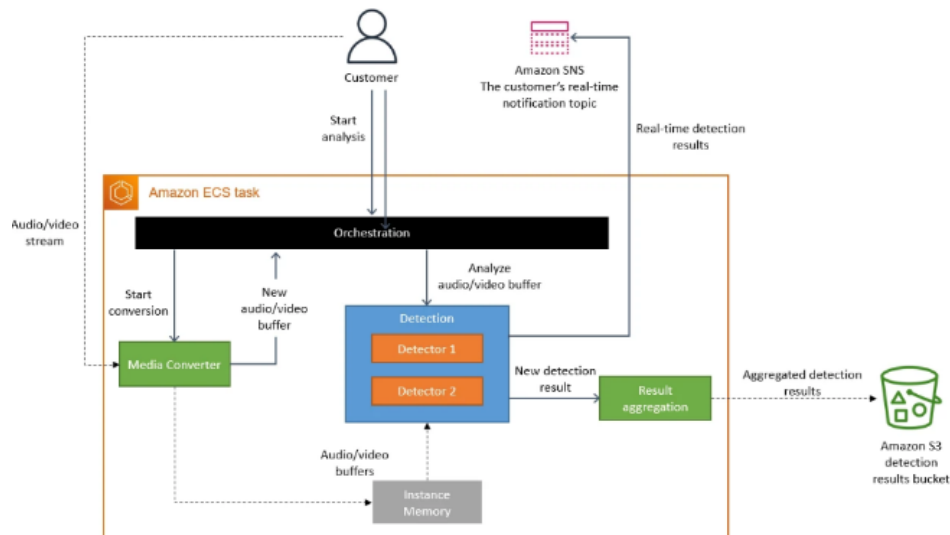 Customer
Amazon SNS
The customer's real-time
notification topic
Start
analysis
Real-time detection
results
Amazon ECS task
Audio/video
stream
Orchestration
Start
conversion
New
audio/video
buffer
Analyze
audio/video buffer
Detection
Detector 1
Detector 2
Media Converter
New detection
result
Result
aggregation
Aggregated detection
results
Amazon S3
detection
results bucket
Audio/video
buffers
Instance
Memory